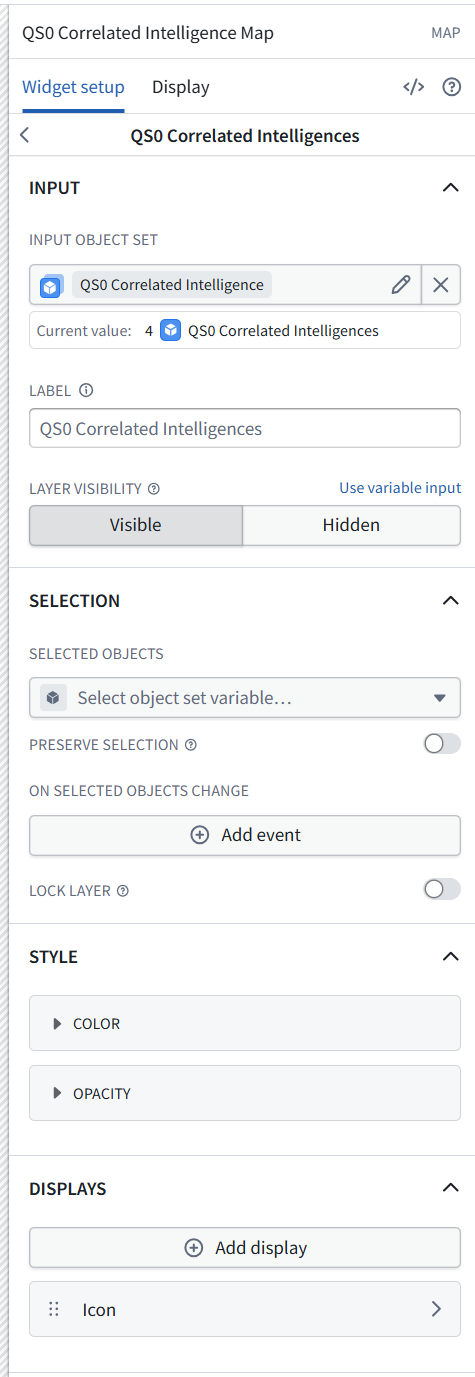 QS0 Correlated Intelligence Map MAP
Widget setup Display </>
QS0 Correlated Intelligences
INPUT
INPUT OBJECT SET
QS0 Correlated Intelligence
Current value: 4 QS0 Correlated Intelligences
LABEL
QS0 Correlated Intelligences
LAYER VISIBILITY Use variable input
Visible Hidden
SELECTION
SELECTED OBJECTS
Select object set variable...
PRESERVE SELECTION
ON SELECTED OBJECTS CHANGE
Add event
LOCK LAYER
STYLE
COLOR
OPACITY
DISPLAYS
Add display
Icon